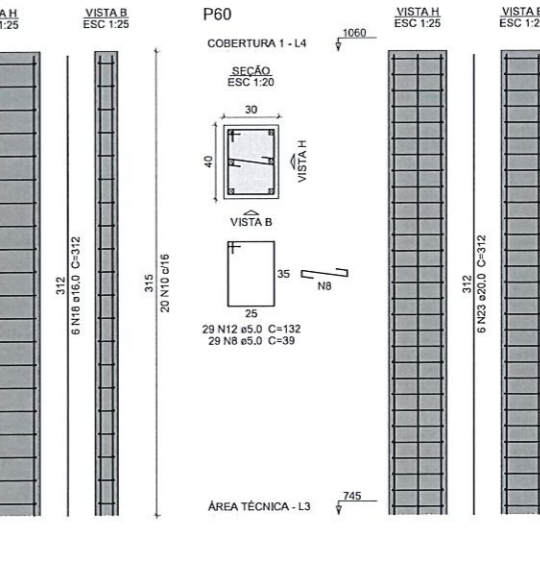 A H
1:25
VISTA B
ESC 1:25
312
6 N18 ø16.0 C=312
315
20 N10 c/16
P60
COBERTURA 1 - L4
1060
SEÇÃO
ESC 1:20
30
40
VISTA H
VISTA B
35
25
N8
29 N12 ø5.0 C=132
29 N8 ø5.0 C=39
ÁREA TÉCNICA - L3
745
VISTA H
ESC 1:25
312
6 N23 ø20.0 C=312
VISTA
ESC 1:2